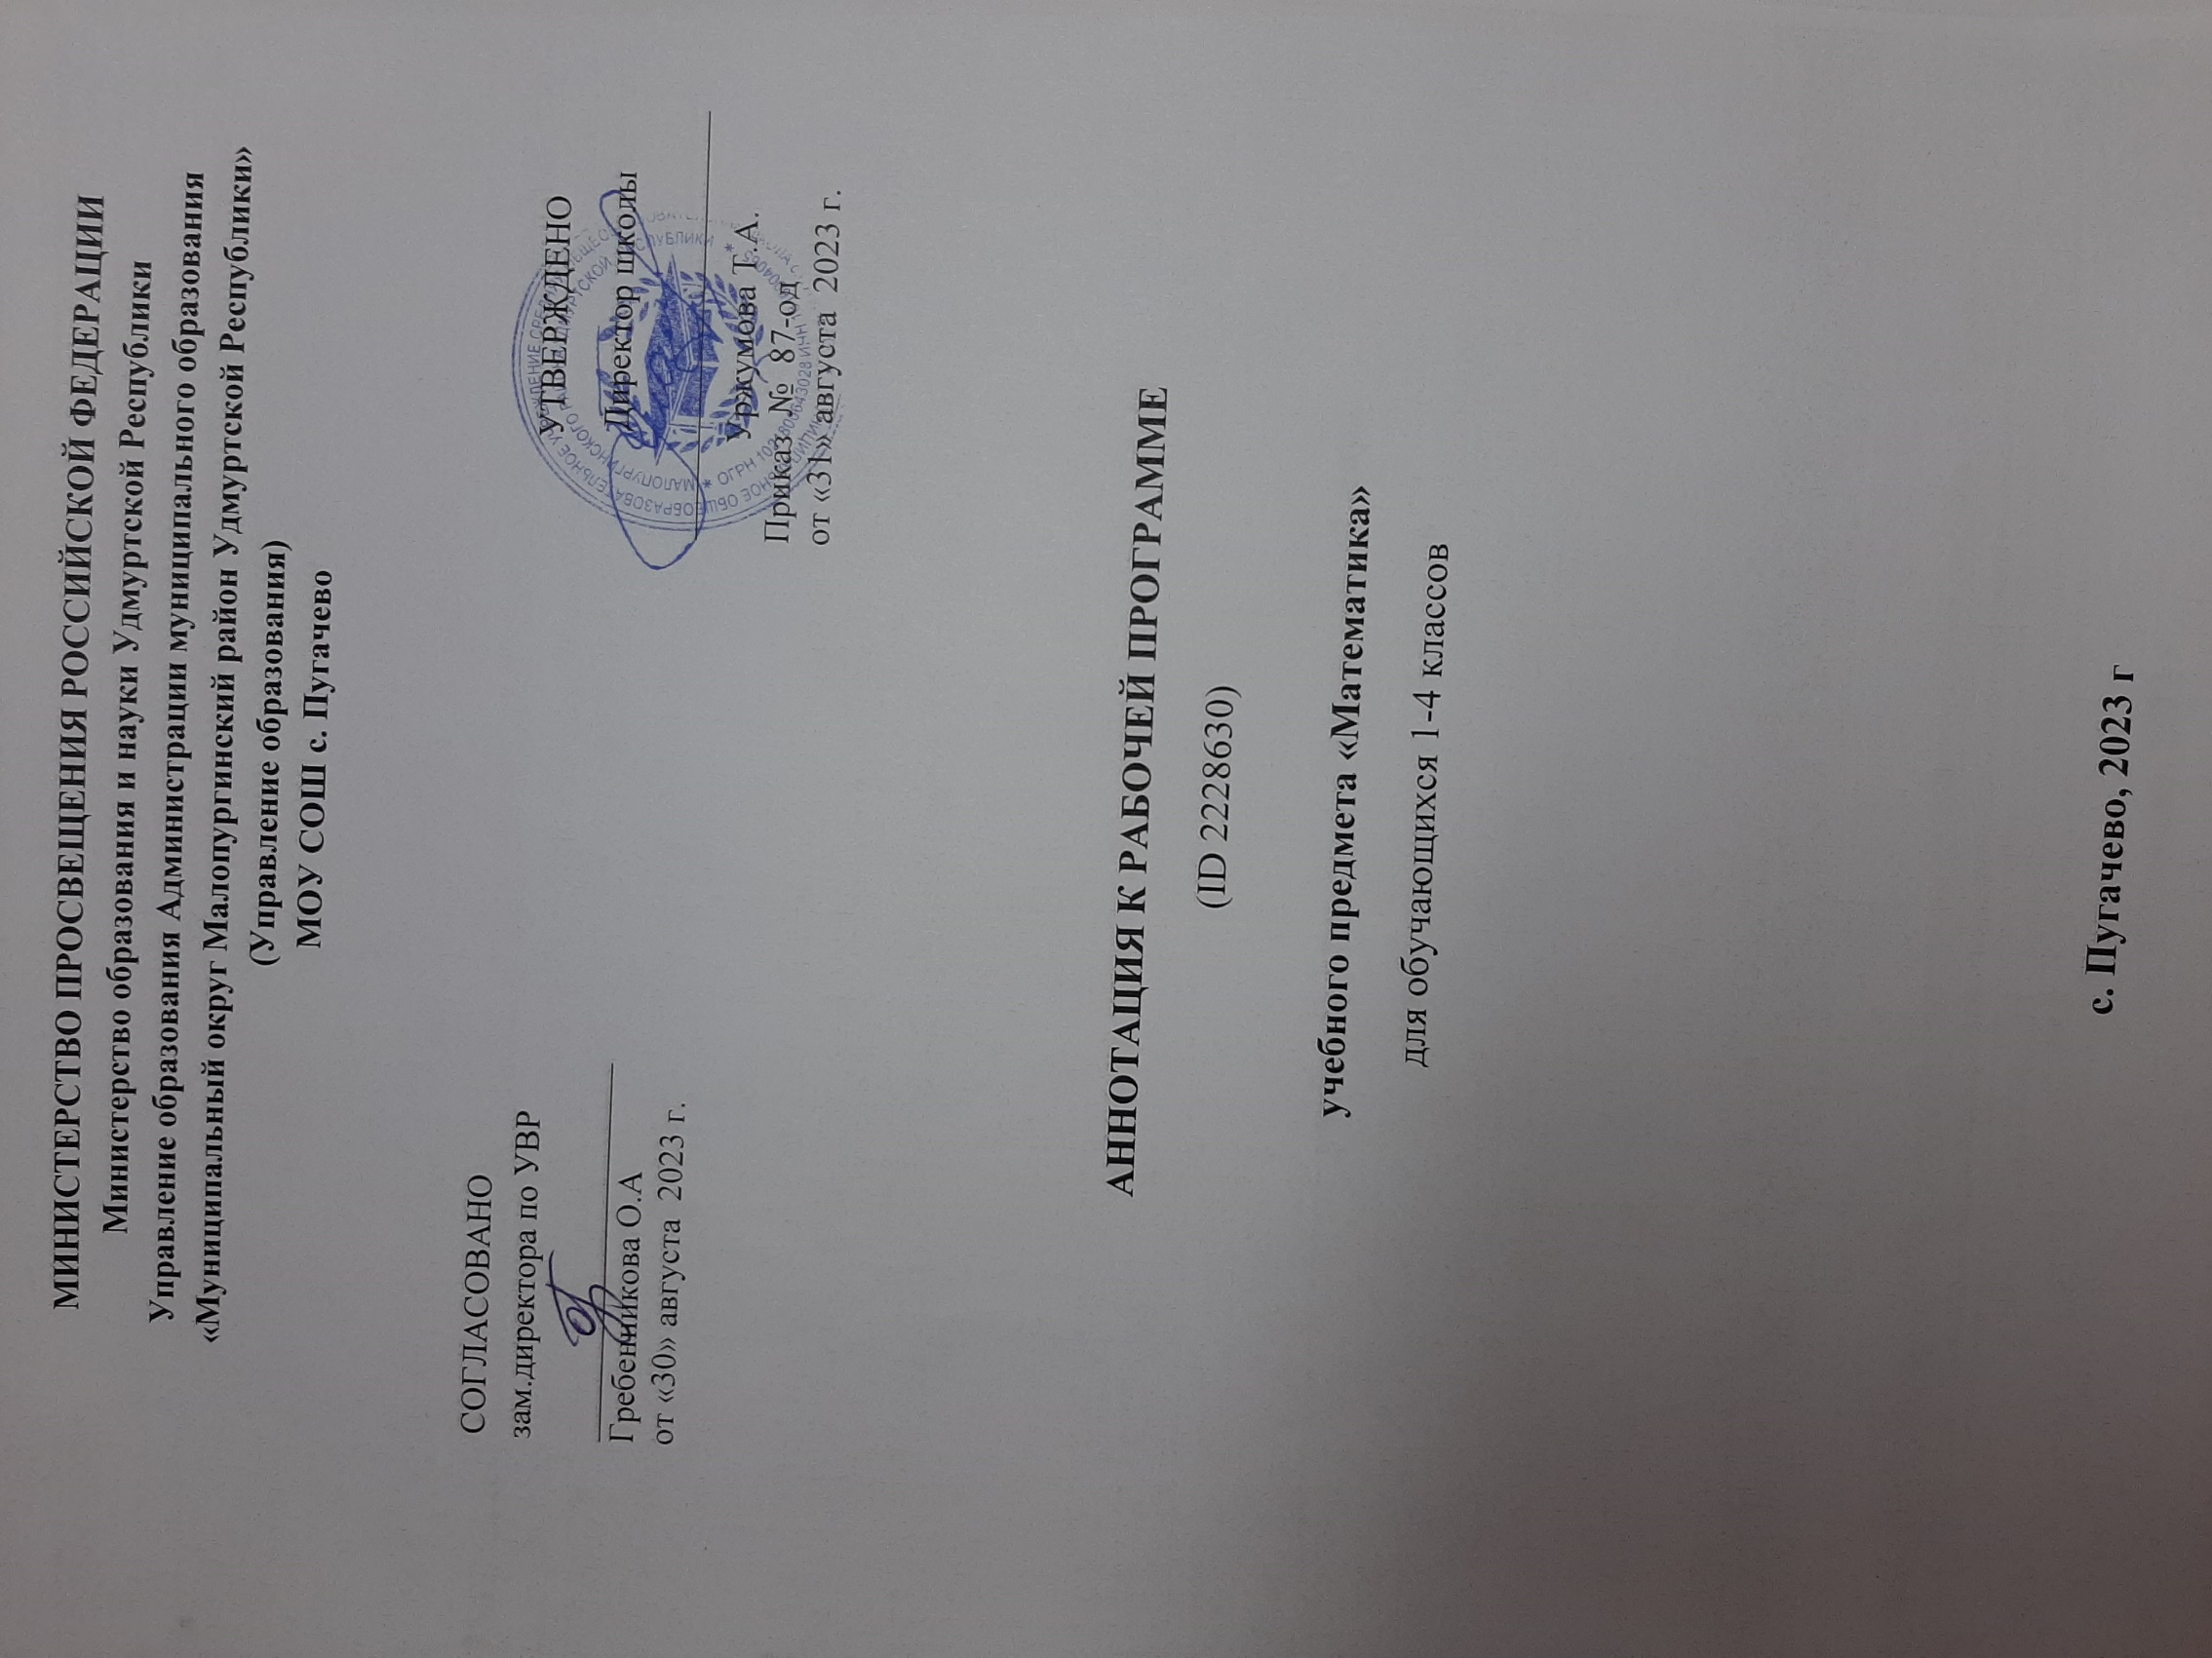 МИНИСТЕРСТВО ПРОСВЕЩЕНИЯ РОССИЙСКОЙ ФЕДЕРАЦИИ
Министерство образования и науки Удмуртской Республики
Управление образования Администрации муниципального образования
«Муниципальный округ Малопургинский район Удмуртской Республики»
(Управление образования)
МОУ СОШ с. Пугачево
СОГЛАСОВАНО
зам.директора по УВР
Гребенникова О.А
от «30» августа 2023 г.
УТВЕРЖДЕНО
Директор школы
Уржумова Т.А.
Приказ № 87-од
от «31» августа 2023 г.
АННОТАЦИЯ К РАБОЧЕЙ ПРОГРАММЕ
(ID 2228630)
учебного предмета «Математика»
для обучающихся 1-4 классов
с. Пугачево, 2023 г